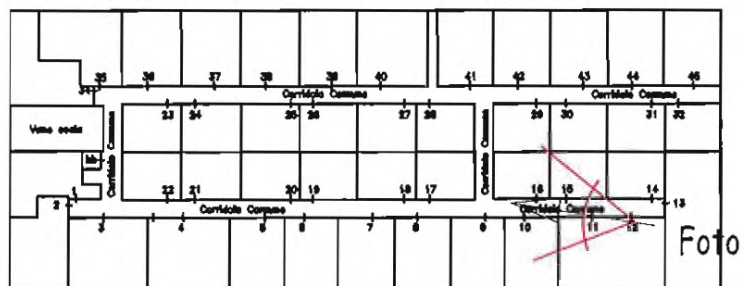 35 36 37 38 39 40 41 42 43 44 45
34 Corridoio Comune Corridoio Comune
23 24 25 26 27 28 29 30 31 32
Vano scala
Corridoio Comune
Corridoio Comune
1 22 21 20 19 18 17 16 15 14
2 Corridoio Comune Corridoio Comune 13
3 4 5 6 7 8 9 10 11 12
Foto